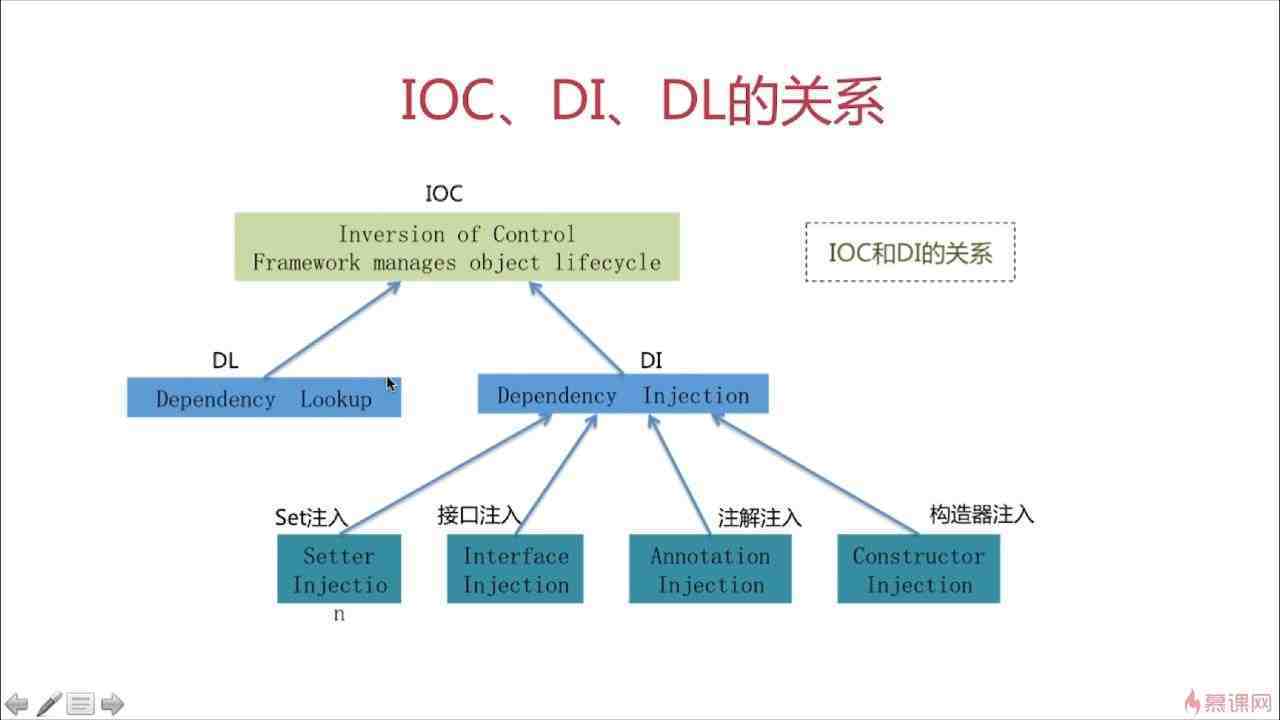 IOC、DI、DL的关系
IOC
Inversion of Control
Framework manages object lifecycle
IOC和DI的关系
DL
Dependency Lookup
DI
Dependency Injection
Set注入
Setter
Injectio
n
接口注入
Interface
Injection
注解注入
Annotation
Injection
构造器注入
Constructor
Injection
慕课网